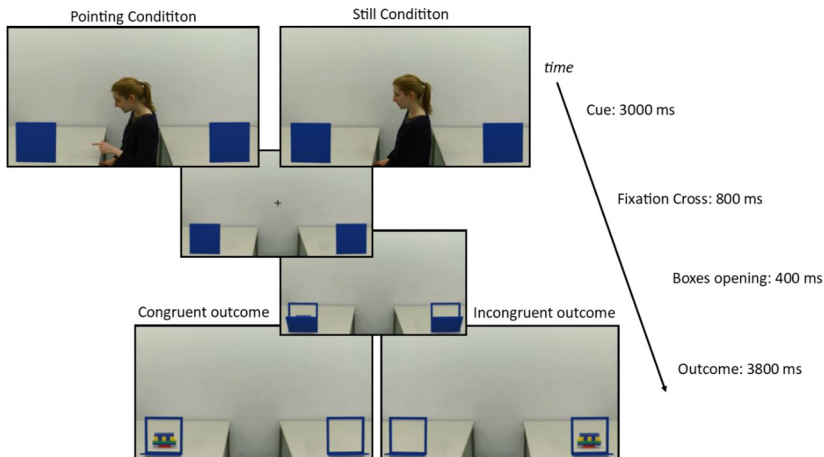 Pointing Condititon
Still Condititon
time
Cue: 3000 ms
Fixation Cross: 800 ms
Boxes opening: 400 ms
Congruent outcome
Incongruent outcome
Outcome: 3800 ms